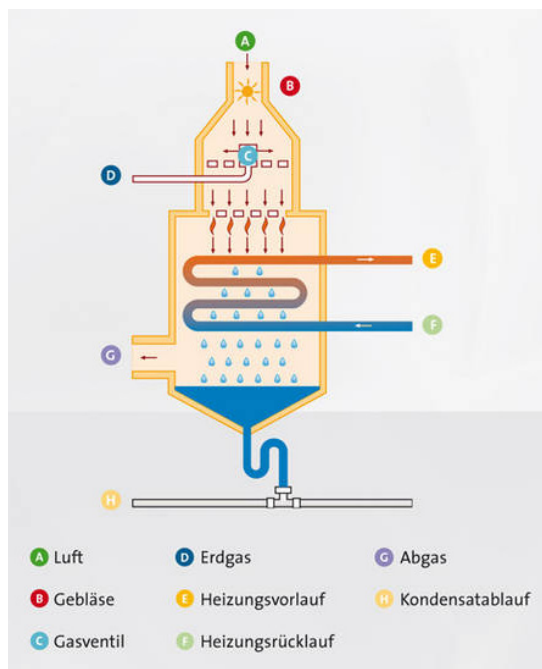 A
B
C
D
E
F
G
H
A Luft
D Erdgas
G Abgas
B Gebläse
E Heizungsvorlauf
H Kondensatablauf
C Gasventil
F Heizungsrücklauf